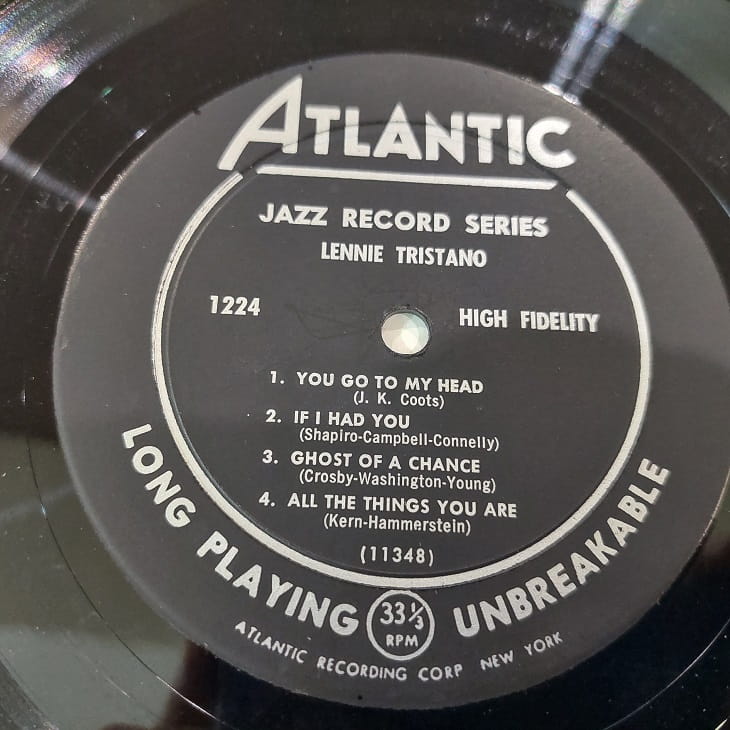 ATLANTIC
JAZZ RECORD SERIES
LENNIE TRISTANO
1224
HIGH FIDELITY
1. YOU GO TO MY HEAD
(J. K. Coots)
2. IF I HAD YOU
(Shapiro-Campbell-Connelly)
3. GHOST OF A CHANCE
(Crosby-Washington-Young)
4. ALL THE THINGS YOU ARE
(Kern-Hammerstein)
(11348)
LONG PLAYING 33⅓ RPM UNBREAKABLE
ATLANTIC RECORDING CORP NEW YORK